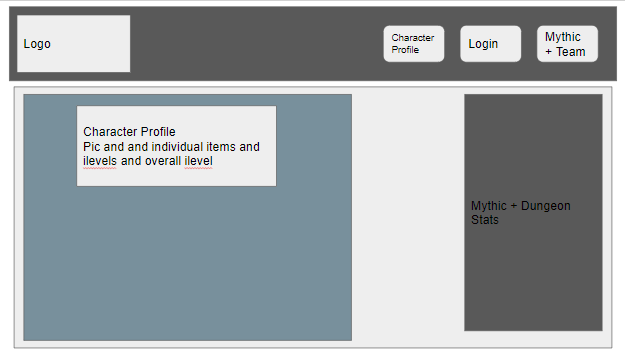 Logo
Character
Profile
Login
Mythic
+ Team
Character Profile
Pic and and individual items and
ilevels and overall ilevel
Mythic + Dungeon
Stats